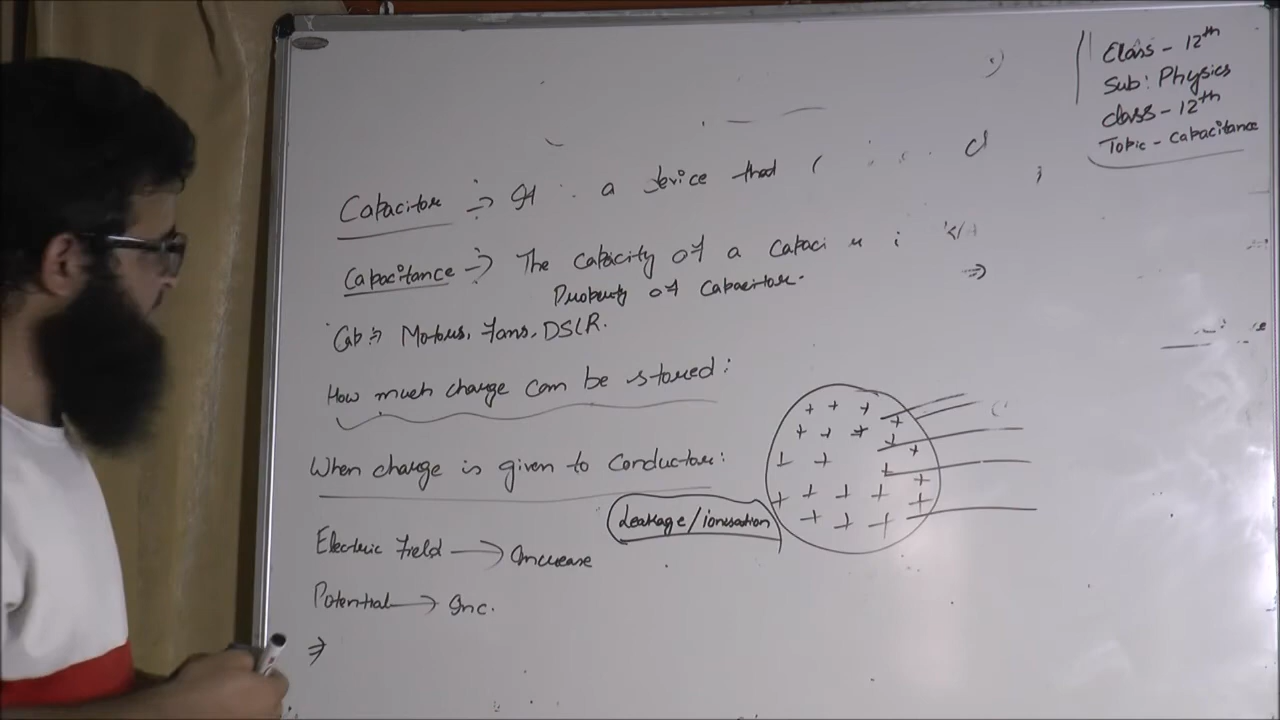 Class - 12th
Sub: Physics
class - 12th
Topic - Capacitance
Capacitor :-> It a device that
Capacitance :-> The Capacity of a
Property of Capacitor.
Cap :-> Motors, Fans, DSLR.
How much charge can be stored:
When charge is given to Conductor:
Leakage/ionisation
Electric Field -> Increase
Potential -> Inc.
=>